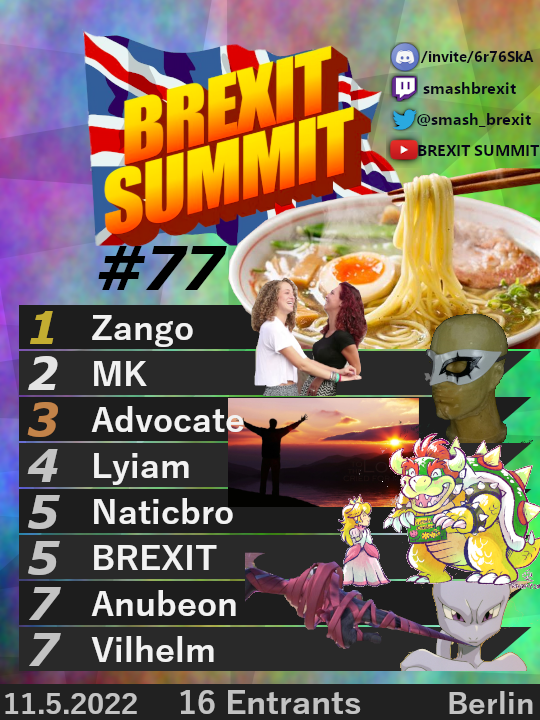 BREXIT
SUMMIT
#77
/invite/6r76SkA
smashbrexit
@smash_brexit
BREXIT SUMMIT
1 Zango
2 MK
3 Advocate
4 Lyiam
5 Naticbro
5 BREXIT
7 Anubeon
7 Vilhelm
11.5.2022 16 Entrants Berlin